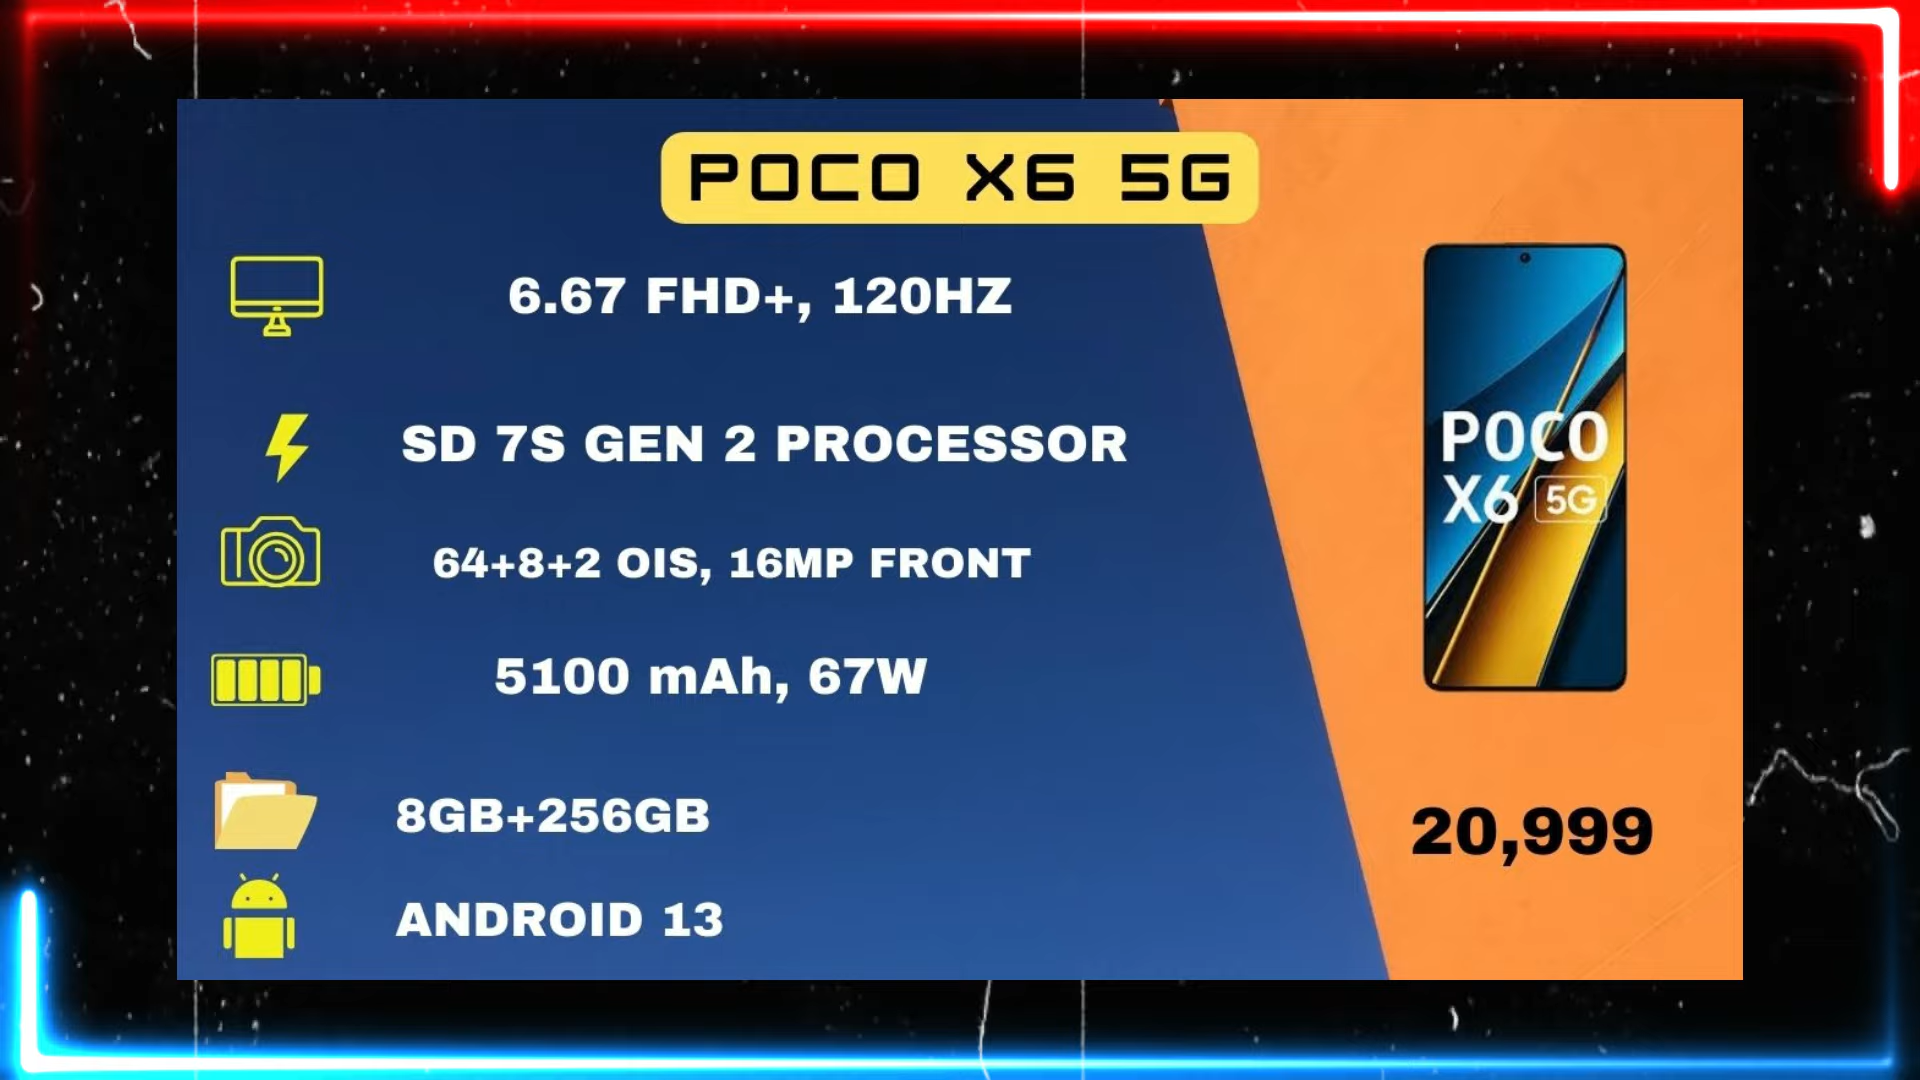 POCO X6 5G
6.67 FHD+, 120HZ
SD 7S GEN 2 PROCESSOR
64+8+2 OIS, 16MP FRONT
5100 mAh, 67W
8GB+256GB
ANDROID 13
POCO
X6 5G
20,999